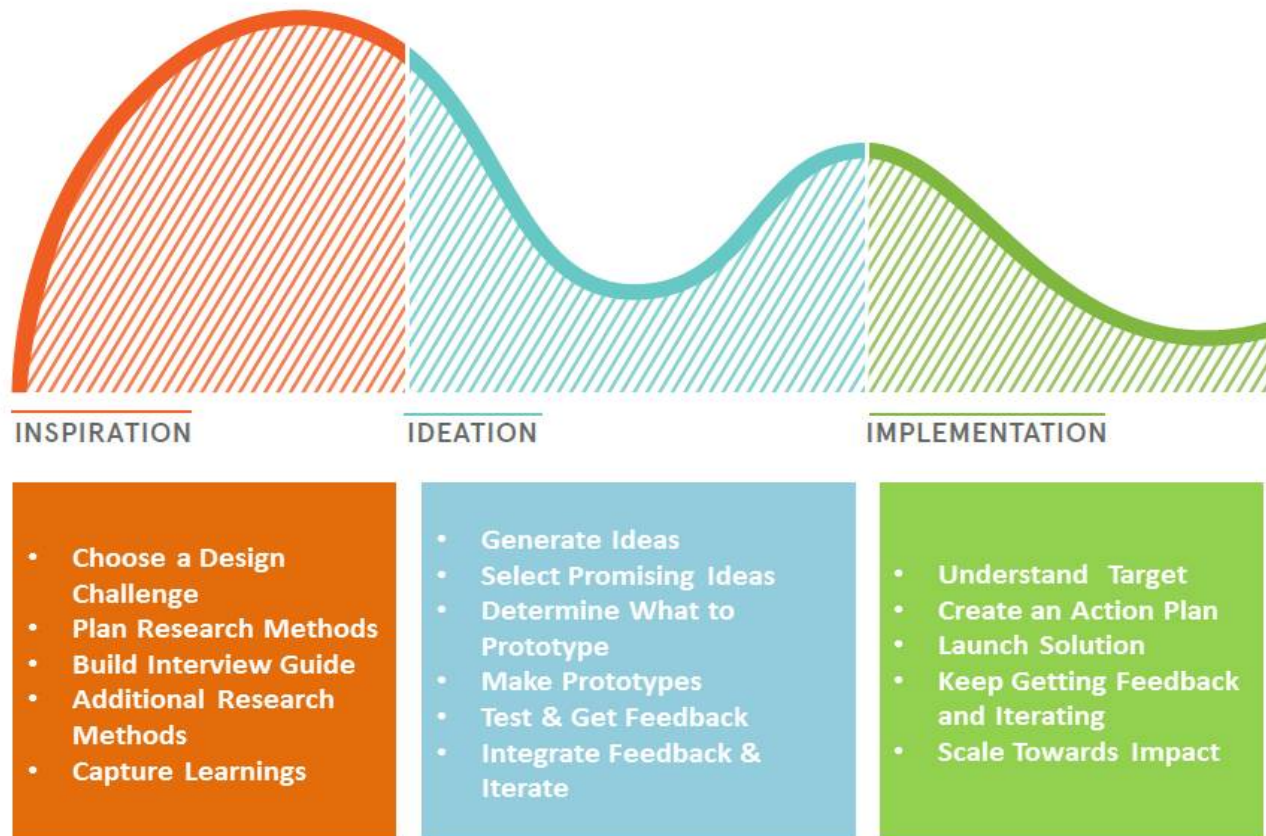 INSPIRATION
IDEATION
IMPLEMENTATION
• Choose a Design
Challenge
• Plan Research Methods
• Build Interview Guide
• Additional Research
Methods
• Capture Learnings
• Generate Ideas
• Select Promising Ideas
• Determine What to
Prototype
• Make Prototypes
• Test & Get Feedback
• Integrate Feedback &
Iterate
• Understand Target
• Create an Action Plan
• Launch Solution
• Keep Getting Feedback
and Iterating
• Scale Towards Impact